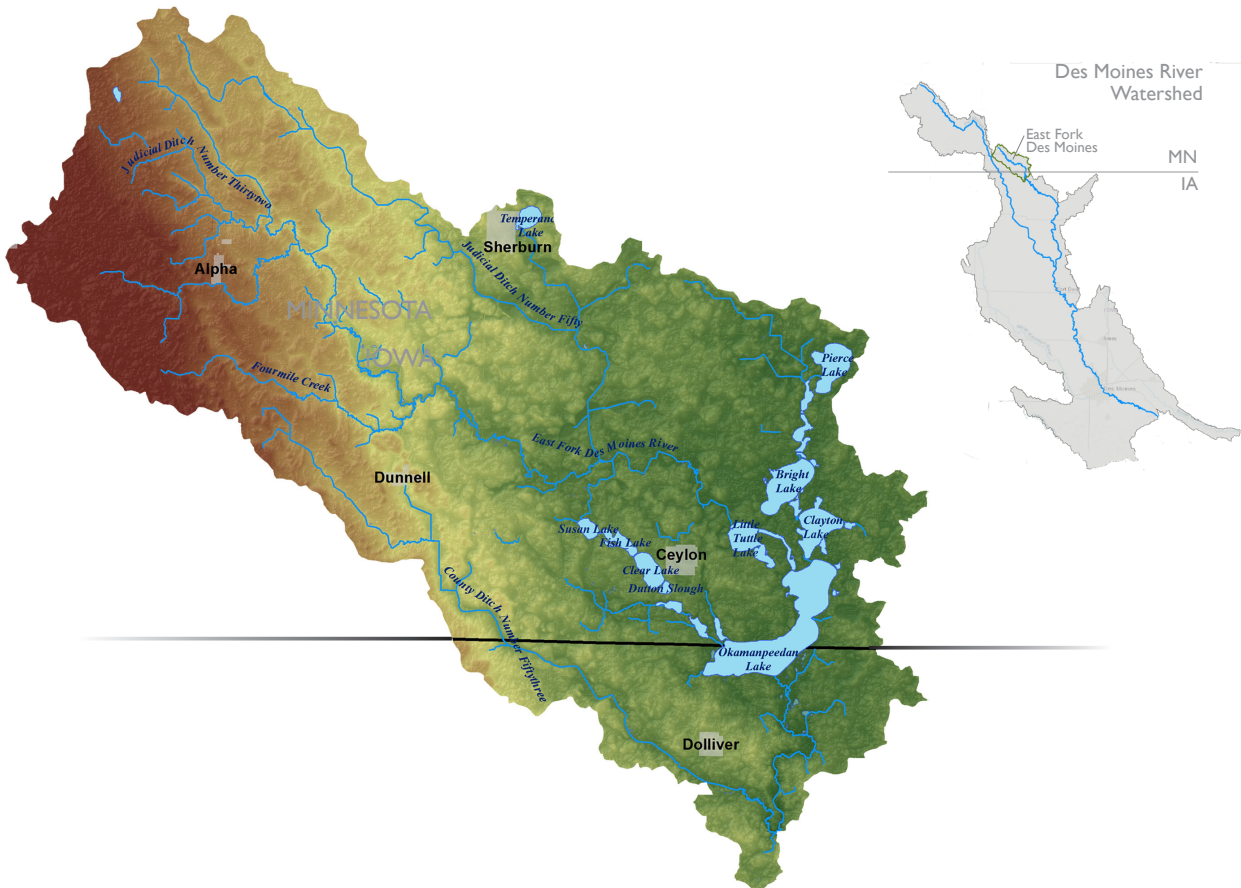 Des Moines River
Watershed
East Fork
Des Moines
MN
IA
Judicial Ditch Number Thirtytwo
Lake
Sherburn
Judicial Ditch Number Fifty
Alpha
MINNESOTA
IOWA
Pierce
Lake
Fourmile Creek
East Fork Des Moines River
Dunnell
Bright
Lake
Susan Lake
Fish Lake
Little
Tuttle
Lake
Clayton
Lake
Ceylon
Clear Lake
Dutton Slough
County Ditch Number Fiftythree
Okamanpeedan
Lake
Dolliver